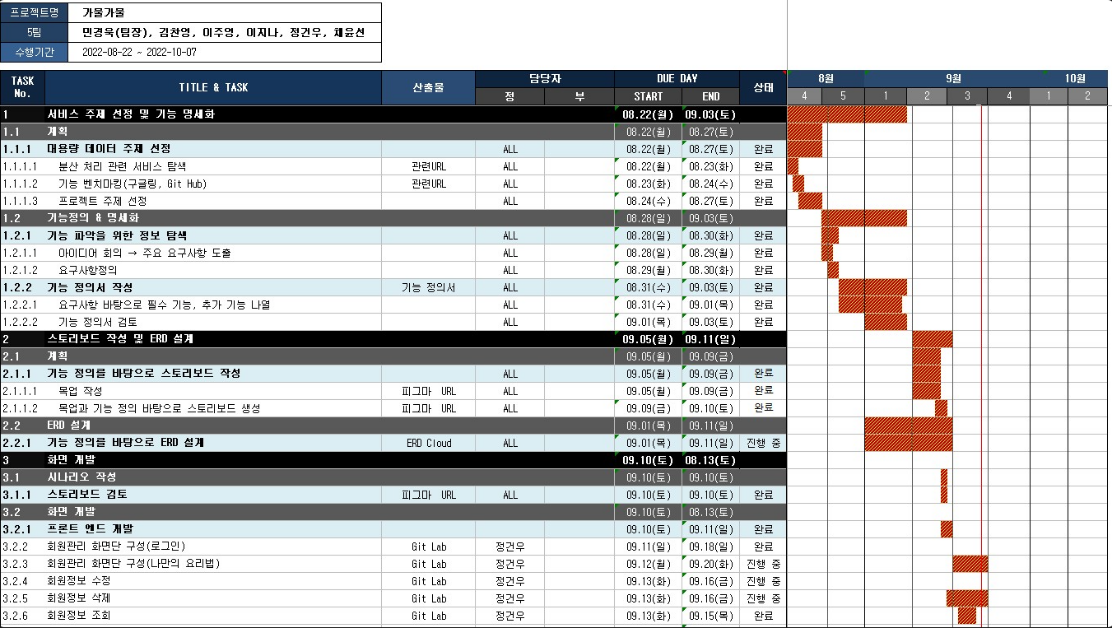 프로젝트명 가물가물
5팀 민경욱(팀장), 김찬영, 이주영, 이지나, 정건우, 채윤선
수행기간 2022-08-22 ~ 2022-10-07
TASK No. TITLE & TASK 산출물 담당자 DUE DAY 상태 8월 9월 10월
정 부 START END 4 5 1 2 3 4 1 2
1 서비스 주제 선정 및 기능 명세화 08.22(월) 09.03(토)
1.1 계획 08.22(월) 08.27(토)
1.1.1 대용량 데이터 주제 선정 ALL 08.22(월) 08.27(토) 완료
1.1.1.1 분산 처리 관련 서비스 탐색 관련URL ALL 08.22(월) 08.23(화) 완료
1.1.1.2 기능 벤치마킹(구글링, Git Hub) 관련URL ALL 08.23(화) 08.24(수) 완료
1.1.1.3 프로젝트 주제 선정 ALL 08.24(수) 08.27(토) 완료
1.2 기능정의 & 명세화 08.28(일) 09.03(토)
1.2.1 기능 파악을 위한 정보 탐색 ALL 08.28(일) 08.30(화) 완료
1.2.1.1 아이디어 회의 → 주요 요구사항 도출 ALL 08.28(일) 08.29(월) 완료
1.2.1.2 요구사항정의 ALL 08.29(월) 08.30(화) 완료
1.2.2 기능 정의서 작성 기능 정의서 ALL 08.31(수) 09.03(토) 완료
1.2.2.1 요구사항 바탕으로 필수 기능, 추가 기능 나열 ALL 08.31(수) 09.01(목) 완료
1.2.2.2 기능 정의서 검토 ALL 09.01(목) 09.03(토) 완료
2 스토리보드 작성 및 ERD 설계 09.05(월) 09.11(일)
2.1 계획 09.05(월) 09.09(금)
2.1.1 기능 정의를 바탕으로 스토리보드 작성 ALL 09.05(월) 09.09(금) 완료
2.1.1.1 목업 작성 피그마 URL ALL 09.05(월) 09.09(금) 완료
2.1.1.2 목업과 기능 정의 바탕으로 스토리보드 생성 피그마 URL ALL 09.09(금) 09.10(토) 완료
2.2 ERD 설계 09.01(목) 09.11(일)
2.2.1 기능 정의를 바탕으로 ERD 설계 ERD Cloud ALL 09.01(목) 09.11(일) 진행 중
3 화면 개발 09.10(토) 08.13(토)
3.1 시나리오 작성 09.10(토) 09.10(토)
3.1.1 스토리보드 검토 피그마 URL ALL 09.10(토) 09.10(토) 완료
3.2 화면 개발 09.10(토) 08.13(토)
3.2.1 프론트 엔드 개발 09.10(토) 09.11(일) 완료
3.2.2 회원관리 화면단 구성(로그인) Git Lab 정건우 09.11(일) 09.18(일) 완료
3.2.3 회원관리 화면단 구성(나만의 요리법) Git Lab 정건우 09.12(월) 09.20(화) 진행 중
3.2.4 회원정보 수정 Git Lab 정건우 09.13(화) 09.16(금) 진행 중
3.2.5 회원정보 삭제 Git Lab 정건우 09.13(화) 09.16(금) 진행 중
3.2.6 회원정보 조회 Git Lab 정건우 09.13(화) 09.15(목) 완료